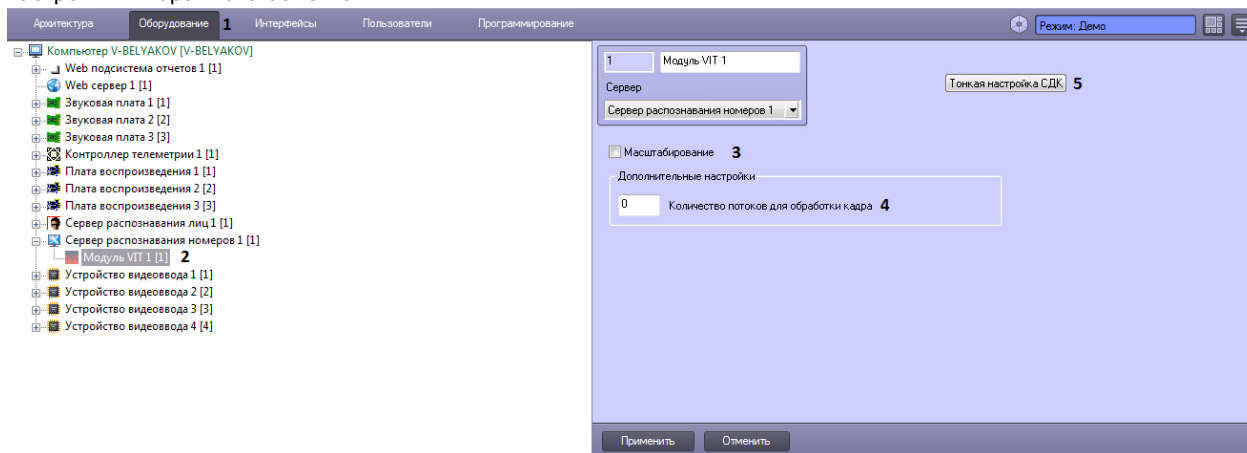 Архитектура Оборудование 1 Интерфейсы Пользователи Программирование Режим: Демо
Компьютер V-BELYAKOV [V-BELYAKOV]
Web подсистема отчетов 1 [1]
Web сервер 1 [1]
Звуковая плата 1 [1]
Звуковая плата 2 [2]
Звуковая плата 3 [3]
Контроллер телеметрии 1 [1]
Плата воспроизведения 1 [1]
Плата воспроизведения 2 [2]
Плата воспроизведения 3 [3]
Сервер распознавания лиц 1 [1]
Сервер распознавания номеров 1 [1]
Модуль VIT 1 [1] 2
Устройство видеоввода 1 [1]
Устройство видеоввода 2 [2]
Устройство видеоввода 3 [3]
Устройство видеоввода 4 [4]
1 Модуль VIT 1
Сервер
Сервер распознавания номеров 1
Тонкая настройка СДК 5
Масштабирование 3
Дополнительные настройки
0 Количество потоков для обработки кадра 4
Применить Отменить